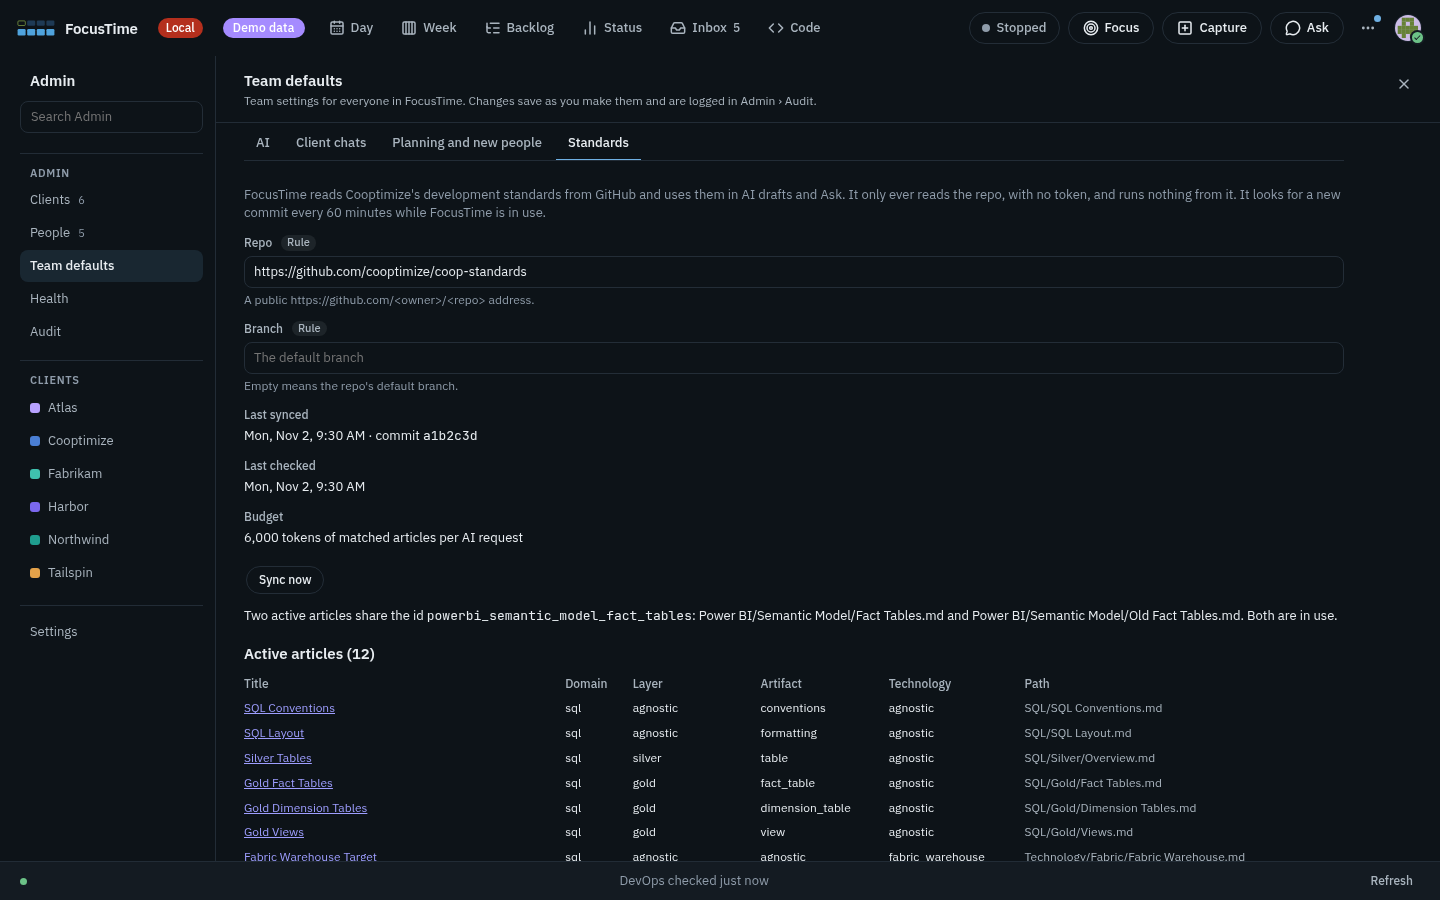 FocusTime
Local
Demo data
Day
Week
Backlog
Status
Inbox 5
Code
Stopped
Focus
Capture
Ask
Admin
Search Admin
ADMIN
Clients 6
People 5
Team defaults
Health
Audit
CLIENTS
Atlas
Cooptimize
Fabrikam
Harbor
Northwind
Tailspin
Settings
Team defaults
Team settings for everyone in FocusTime. Changes save as you make them and are logged in Admin › Audit.
AI
Client chats
Planning and new people
Standards
FocusTime reads Cooptimize's development standards from GitHub and uses them in AI drafts and Ask. It only ever reads the repo, with no token, and runs nothing from it. It looks for a new
commit every 60 minutes while FocusTime is in use.
Repo Rule
https://github.com/cooptimize/coop-standards
A public https://github.com/<owner>/<repo> address.
Branch Rule
The default branch
Empty means the repo's default branch.
Last synced
Mon, Nov 2, 9:30 AM · commit a1b2c3d
Last checked
Mon, Nov 2, 9:30 AM
Budget
6,000 tokens of matched articles per AI request
Sync now
Two active articles share the id powerbi_semantic_model_fact_tables: Power BI/Semantic Model/Fact Tables.md and Power BI/Semantic Model/Old Fact Tables.md. Both are in use.
Active articles (12)
Title Domain Layer Artifact Technology Path
SQL Conventions sql agnostic conventions agnostic SQL/SQL Conventions.md
SQL Layout sql agnostic formatting agnostic SQL/SQL Layout.md
Silver Tables sql silver table agnostic SQL/Silver/Overview.md
Gold Fact Tables sql gold fact_table agnostic SQL/Gold/Fact Tables.md
Gold Dimension Tables sql gold dimension_table agnostic SQL/Gold/Dimension Tables.md
Gold Views sql gold view agnostic SQL/Gold/Views.md
Fabric Warehouse Target sql agnostic agnostic fabric_warehouse Technology/Fabric/Fabric Warehouse.md
DevOps checked just now
Refresh